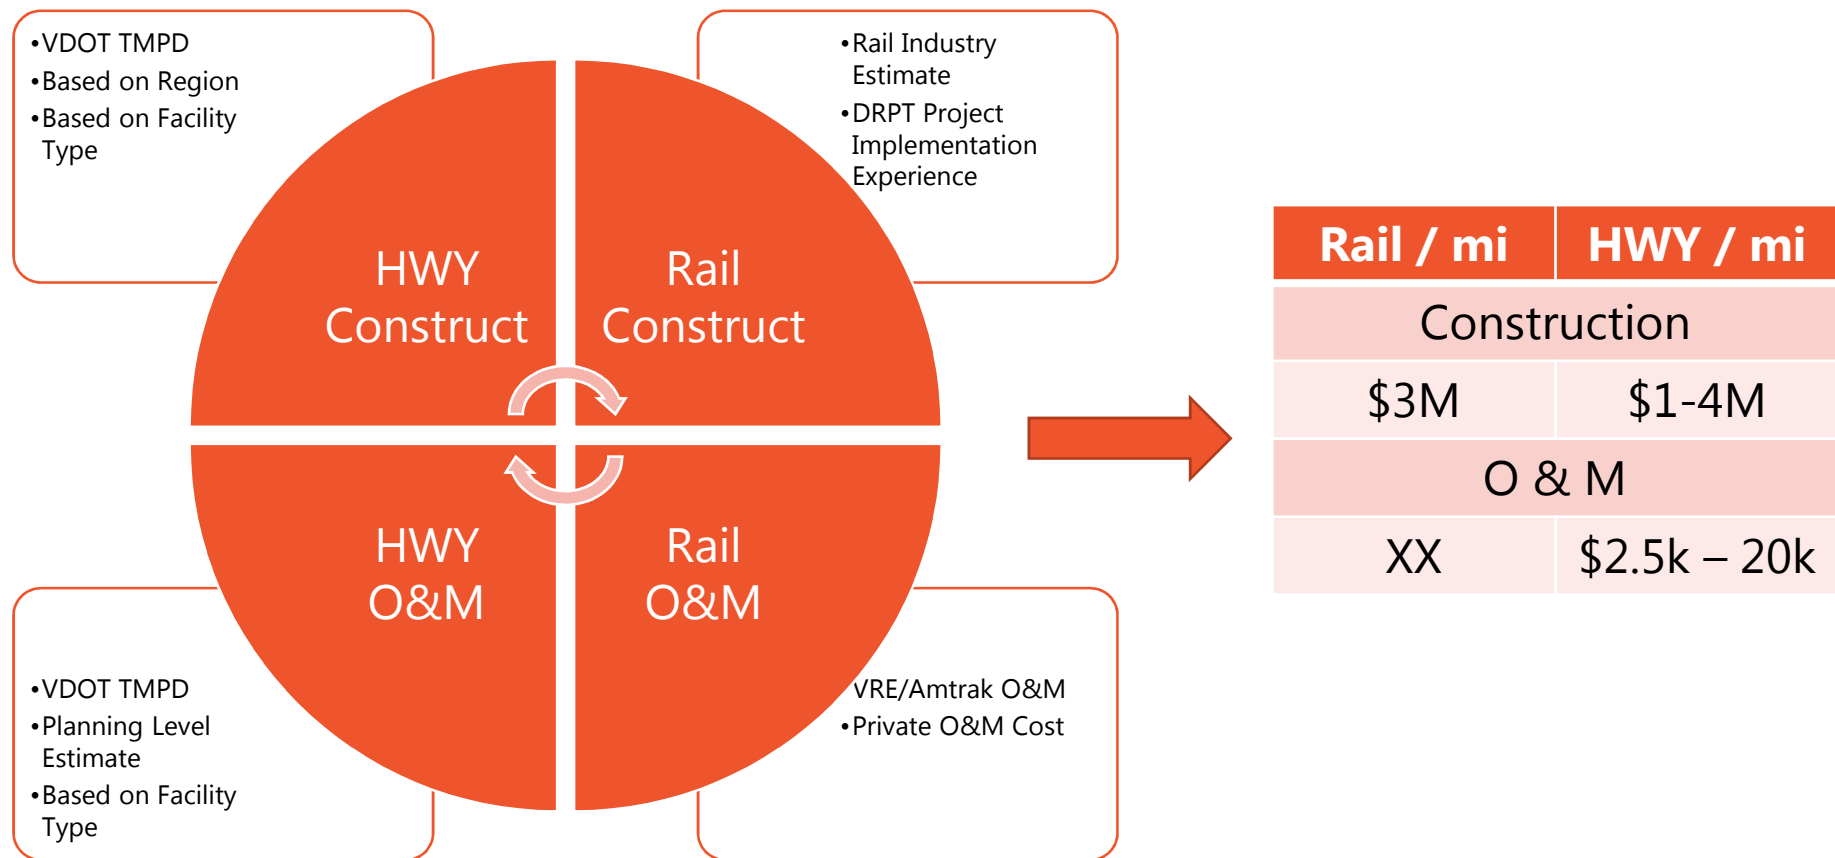 •VDOT TMPD
•Based on Region
•Based on Facility
Type
•Rail Industry
Estimate
•DRPT Project
Implementation
Experience
HWY
Construct
Rail
Construct
HWY
O&M
Rail
O&M
•VDOT TMPD
•Planning Level
Estimate
•Based on Facility
Type
VRE/Amtrak O&M
•Private O&M Cost
Rail / mi HWY / mi
Construction
$3M $1-4M
O & M
XX $2.5k – 20k